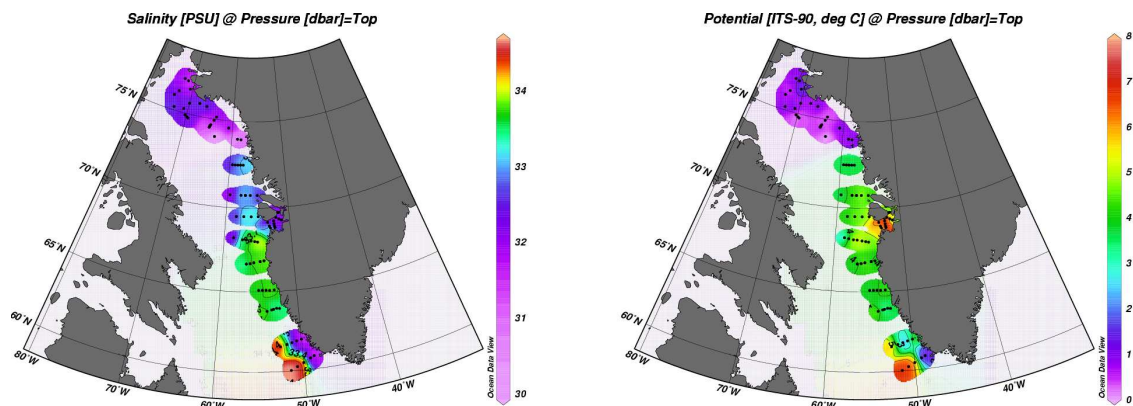 Salinity [PSU] @ Pressure [dbar]=Top
Potential [ITS-90, deg C] @ Pressure [dbar]=Top
75°N
70°N
65°N
60°N
80°W
70°W
60°W
50°W
40°W
34
33
32
31
30
Ocean Data View
75°N
70°N
65°N
60°N
80°W
70°W
60°W
50°W
40°W
8
7
6
5
4
3
2
1
0
Ocean Data View